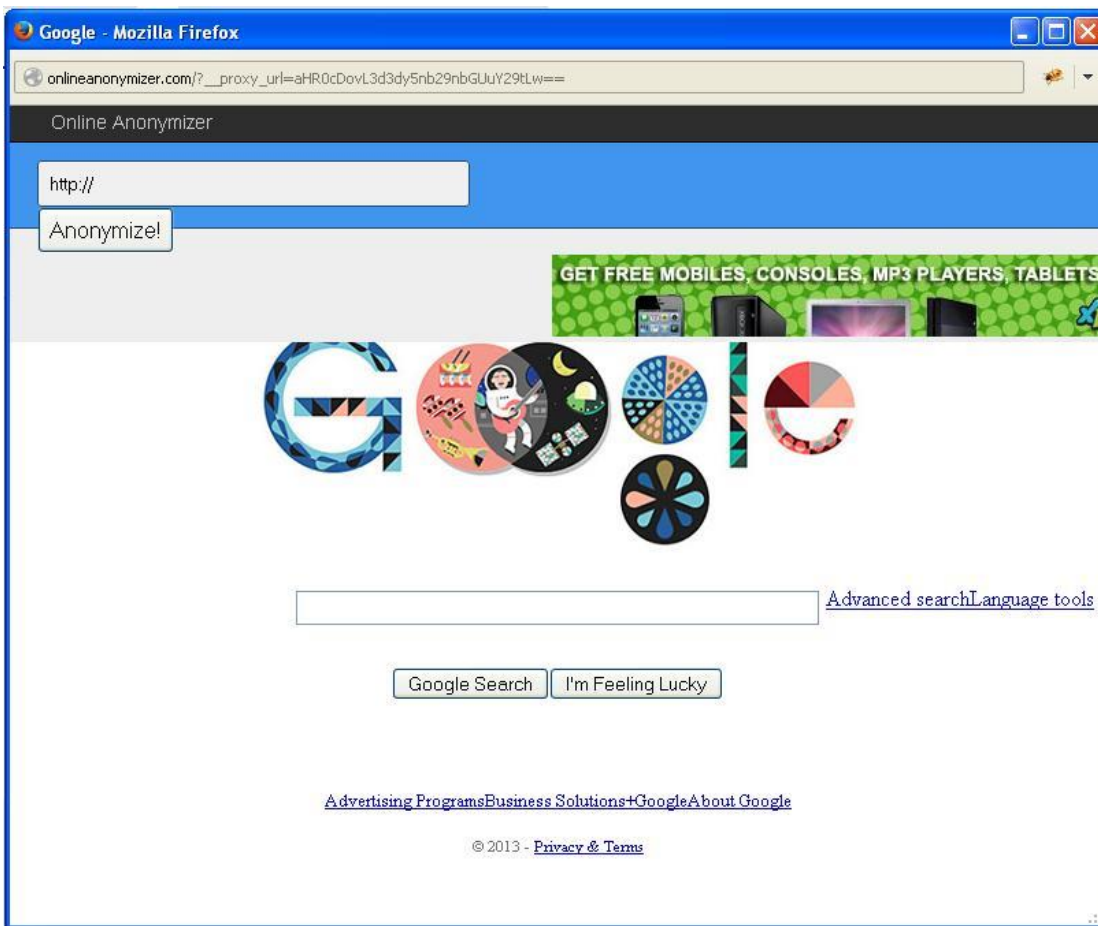 Google - Mozilla Firefox
onlineanonymizer.com/?__proxy_url=aHR0cDovL3d3dy5nb29nbGUuY29tLw==
Online Anonymizer
http://
Anonymize!
GET FREE MOBILES, CONSOLES, MP3 PLAYERS, TABLETS
Google
Advanced searchLanguage tools
Google Search I'm Feeling Lucky
Advertising ProgramsBusiness Solutions+GoogleAbout Google
© 2013 - Privacy & Terms